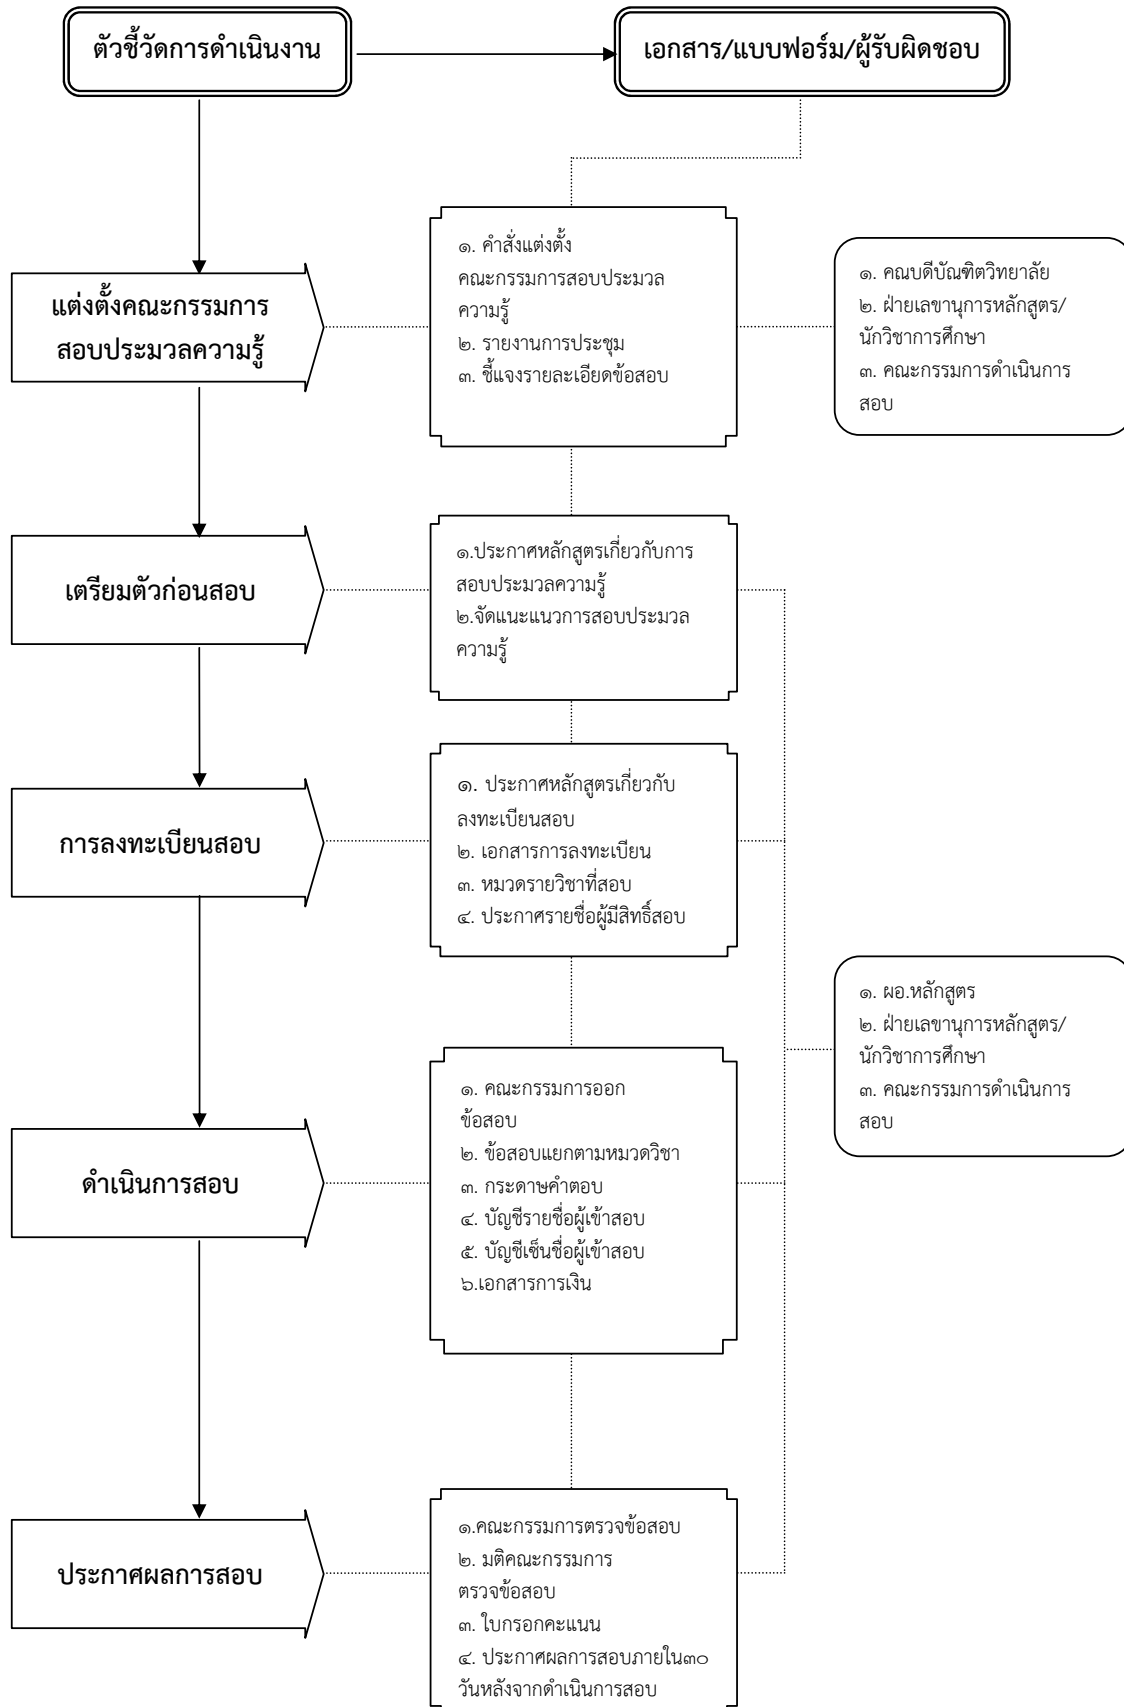 ตัวชี้วัดการดำเนินงาน
เอกสาร/แบบฟอร์ม/ผู้รับผิดชอบ
แต่งตั้งคณะกรรมการ
สอบประมวลความรู้
๑. คำสั่งแต่งตั้ง
คณะกรรมการสอบประมวล
ความรู้
๒. รายงานการประชุม
๓. ชี้แจงรายละเอียดข้อสอบ
๑. คณบดีบัณฑิตวิทยาลัย
๒. ฝ่ายเลขานุการหลักสูตร/
นักวิชาการศึกษา
๓. คณะกรรมการดำเนินการ
สอบ
เตรียมตัวก่อนสอบ
๑.ประกาศหลักสูตรเกี่ยวกับการ
สอบประมวลความรู้
๒.จัดแนะแนวการสอบประมวล
ความรู้
การลงทะเบียนสอบ
๑. ประกาศหลักสูตรเกี่ยวกับ
ลงทะเบียนสอบ
๒. เอกสารการลงทะเบียน
๓. หมวดรายวิชาที่สอบ
๔. ประกาศรายชื่อผู้มีสิทธิ์สอบ
๑. ผอ.หลักสูตร
๒. ฝ่ายเลขานุการหลักสูตร/
นักวิชาการศึกษา
๓. คณะกรรมการดำเนินการ
สอบ
ดำเนินการสอบ
๑. คณะกรรมการออก
ข้อสอบ
๒. ข้อสอบแยกตามหมวดวิชา
๓. กระดาษคำตอบ
๔. บัญชีรายชื่อผู้เข้าสอบ
๕. บัญชีเซ็นชื่อผู้เข้าสอบ
๖.เอกสารการเงิน
ประกาศผลการสอบ
๑.คณะกรรมการตรวจข้อสอบ
๒. มติคณะกรรมการ
ตรวจข้อสอบ
๓. ใบกรอกคะแนน
๔. ประกาศผลการสอบภายใน๓๐
วันหลังจากดำเนินการสอบ